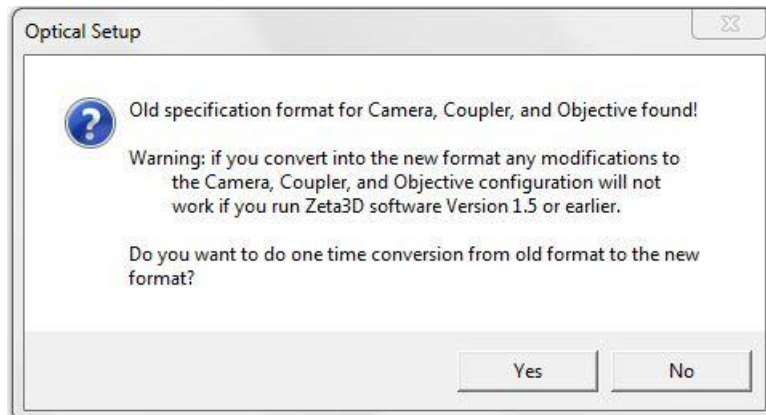 Optical Setup
Old specification format for Camera, Coupler, and Objective found!
Warning: if you convert into the new format any modifications to
the Camera, Coupler, and Objective configuration will not
work if you run Zeta3D software Version 1.5 or earlier.
Do you want to do one time conversion from old format to the new
format?
Yes
No